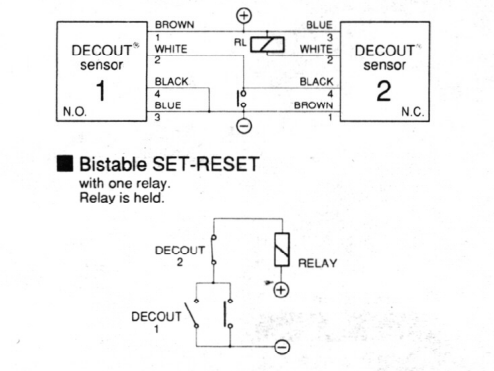 BROWN
1
WHITE
2
BLACK
4
BLUE
3
DECOUT®
sensor
1
N.O.
+
RL
−
BLUE
3
WHITE
2
BLACK
4
BROWN
1
DECOUT®
sensor
2
N.C.
Bistable SET-RESET
with one relay.
Relay is held.
DECOUT
2
RELAY
+
DECOUT
1
−